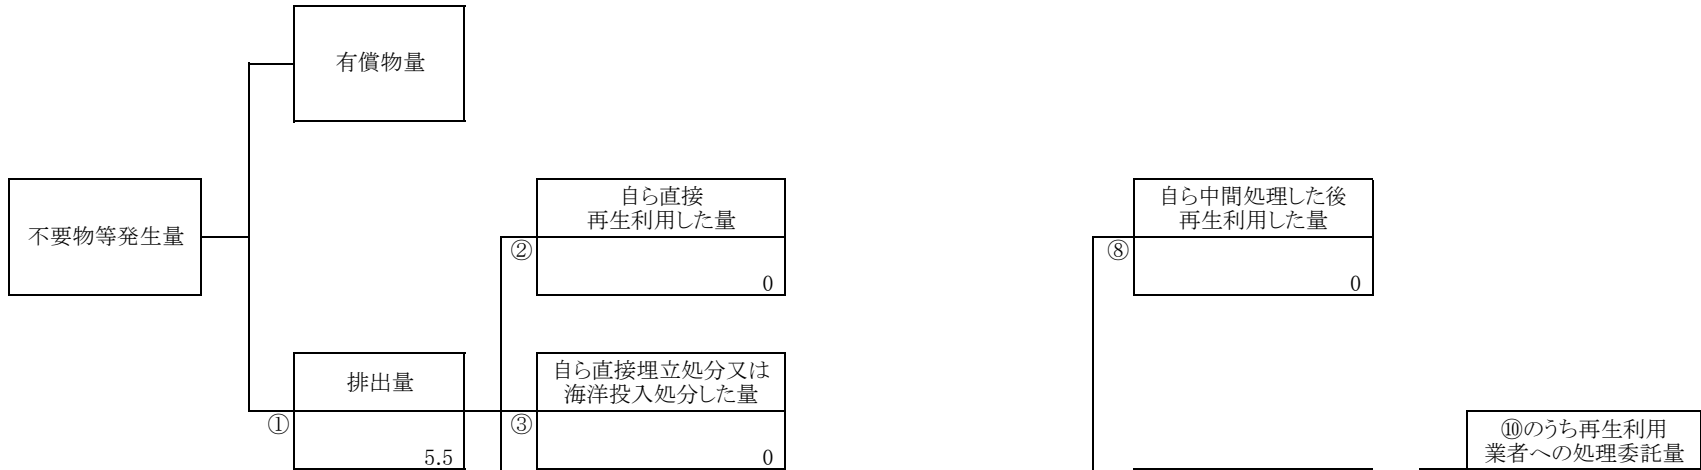 有償物量
不要物等発生量
自ら直接
再生利用した量
②
0
自ら中間処理した後
再生利用した量
⑧
0
排出量
①
5.5
自ら直接埋立処分又は
海洋投入処分した量
③
0
⑩のうち再生利用
業者への処理委託量